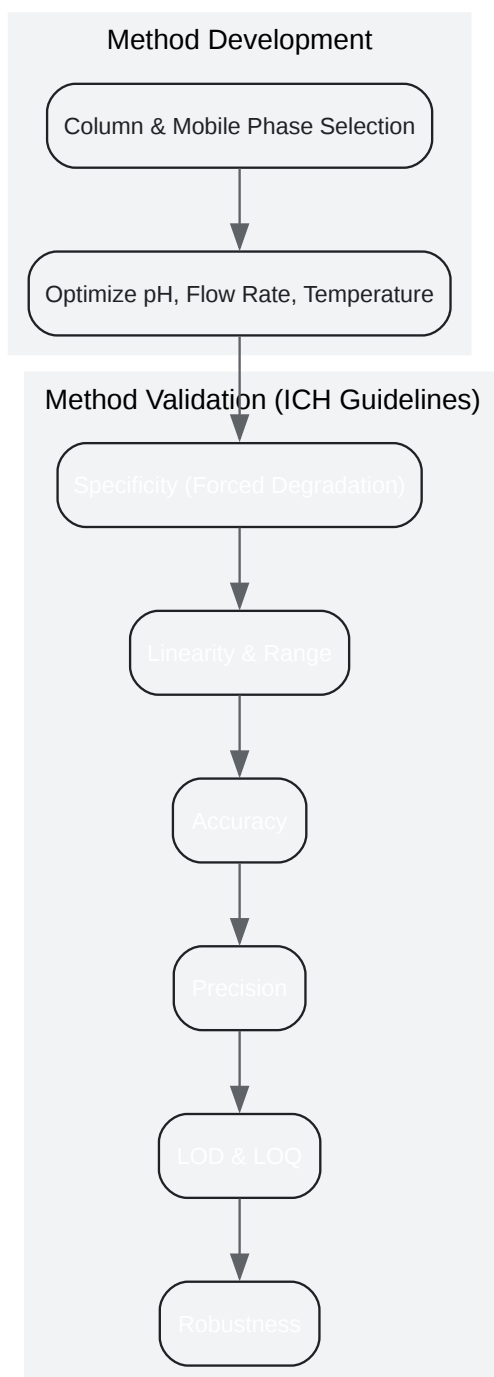 Method Development
Column & Mobile Phase Selection
Optimize pH, Flow Rate, Temperature
Method Validation (ICH Guidelines)
Specificity (Forced Degradation)
Linearity & Range
Accuracy
Precision
LOD & LOQ
Robustness